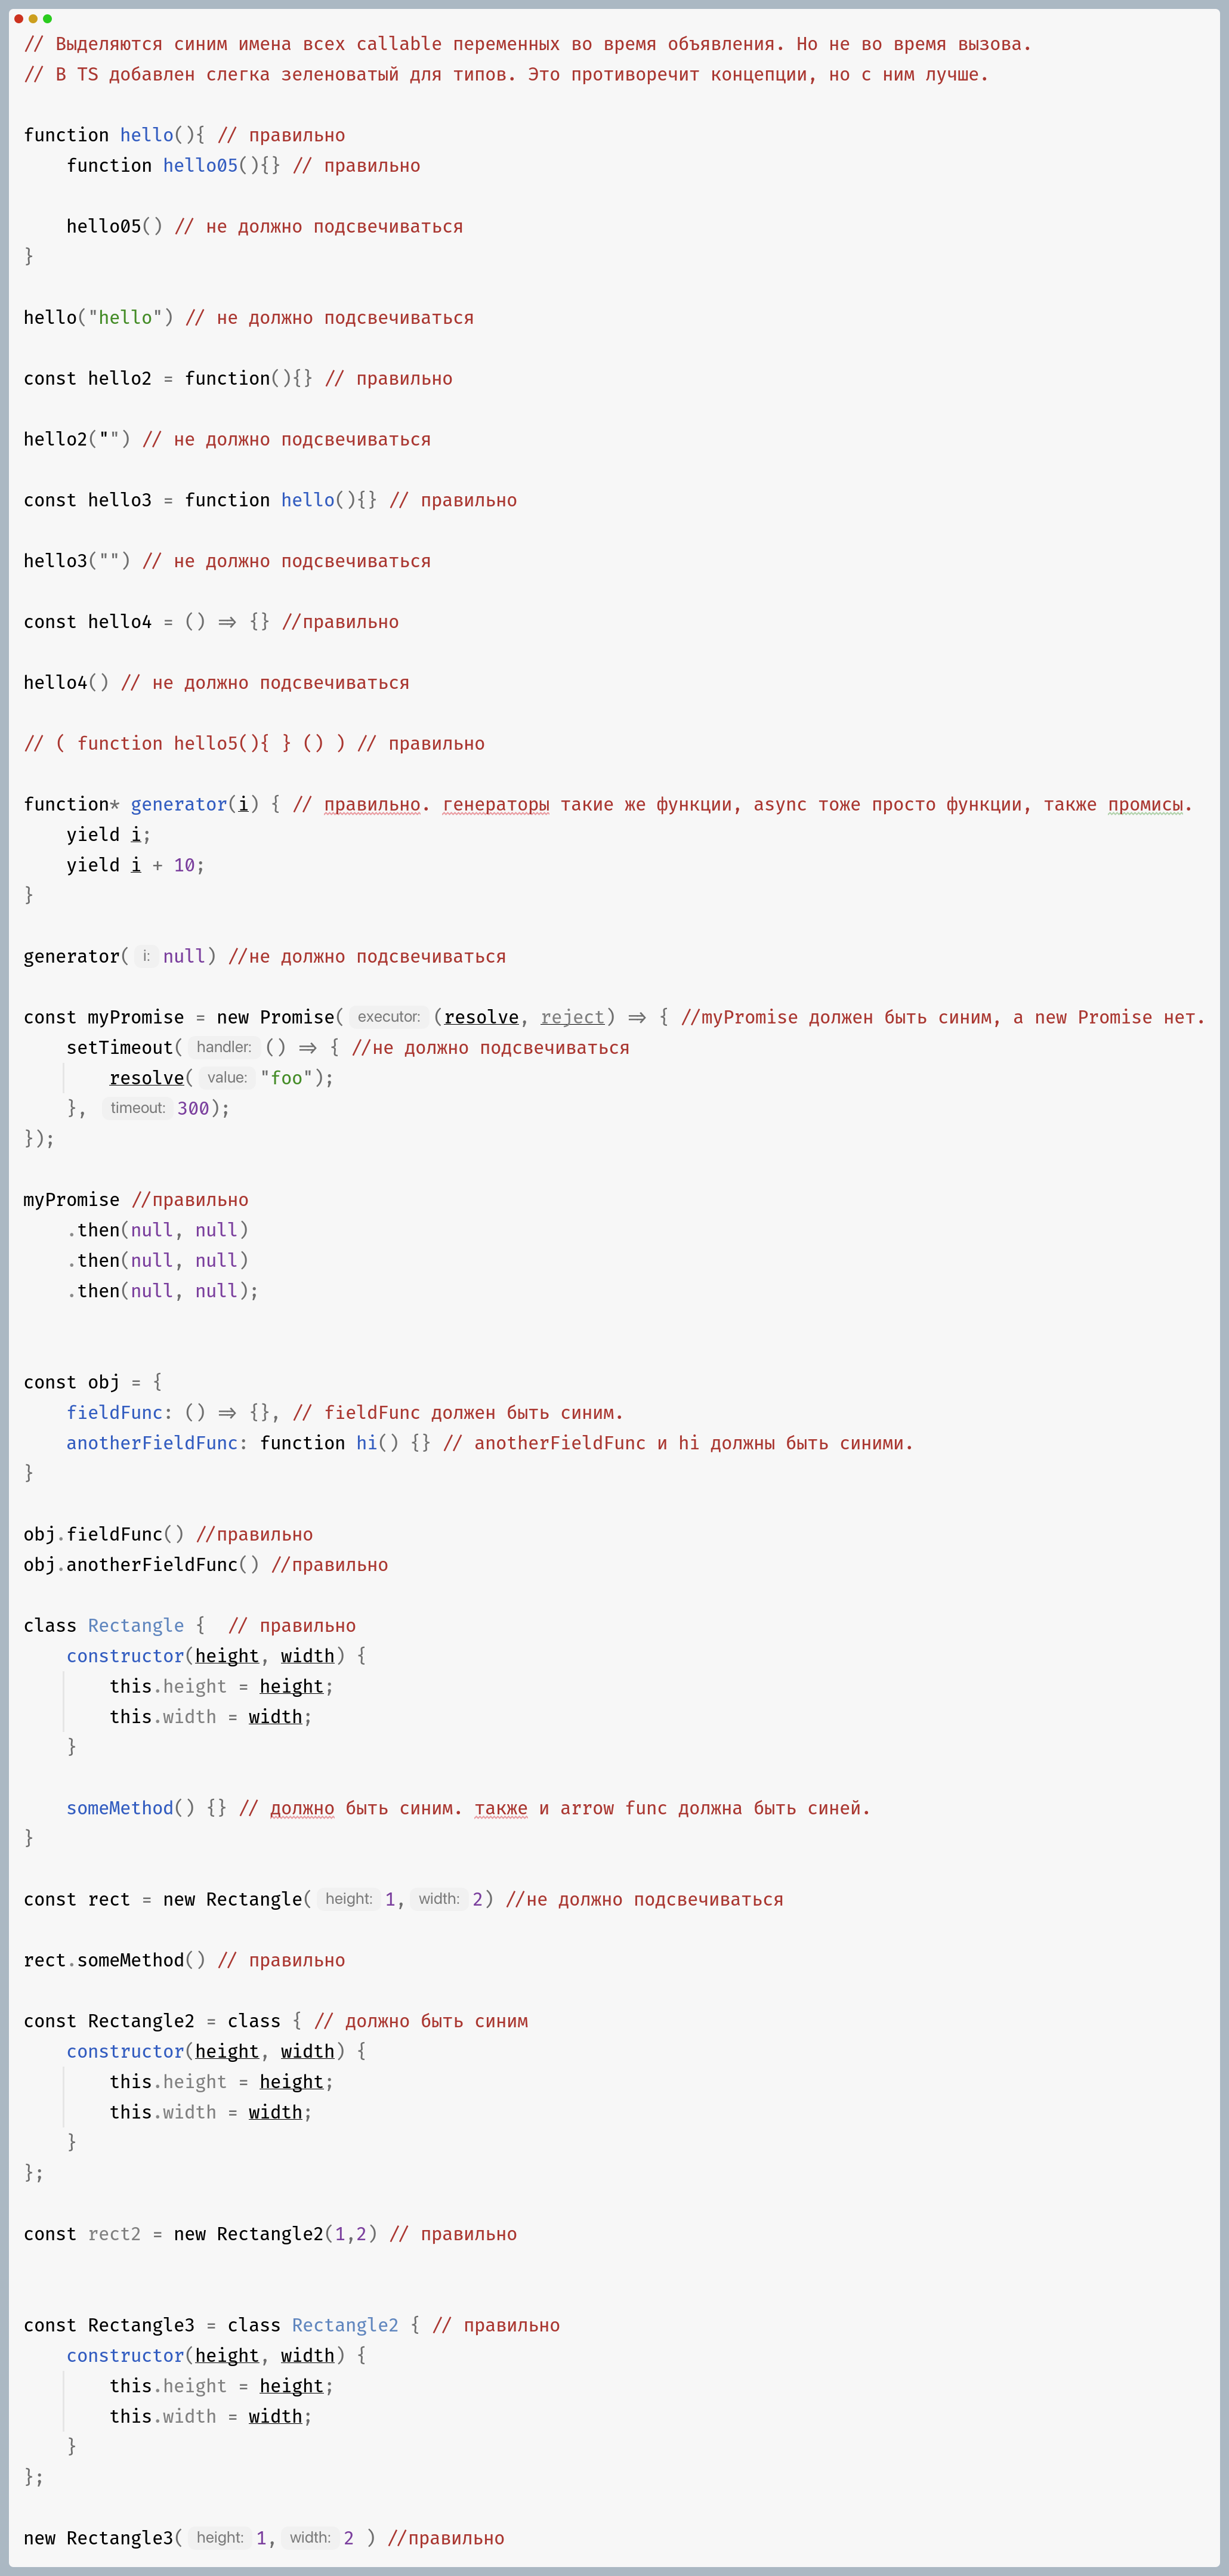 // Выделяются синим имена всех callable переменных во время объявления. Но не во время вызова.
// В TS добавлен слегка зеленоватый для типов. Это противоречит концепции, но с ним лучше.
function hello(){ // правильно
    function hello05(){} // правильно
    hello05() // не должно подсвечиваться
}
hello("hello") // не должно подсвечиваться
const hello2 = function(){} // правильно
hello2("") // не должно подсвечиваться
const hello3 = function hello(){} // правильно
hello3("") // не должно подсвечиваться
const hello4 = () => {} //правильно
hello4() // не должно подсвечиваться
// ( function hello5(){ } () ) // правильно
function* generator(i) { // правильно. генераторы такие же функции, async тоже просто функции, также промисы.
    yield i;
    yield i + 10;
}
generator( i: null) //не должно подсвечиваться
const myPromise = new Promise( executor: (resolve, reject) => { //myPromise должен быть синим, а new Promise нет.
    setTimeout( handler: () => { //не должно подсвечиваться
        resolve( value: "foo");
    }, timeout: 300);
});
myPromise //правильно
    .then(null, null)
    .then(null, null)
    .then(null, null);
const obj = {
    fieldFunc: () => {}, // fieldFunc должен быть синим.
    anotherFieldFunc: function hi() {} // anotherFieldFunc и hi должны быть синими.
}
obj.fieldFunc() //правильно
obj.anotherFieldFunc() //правильно
class Rectangle {  // правильно
    constructor(height, width) {
        this.height = height;
        this.width = width;
    }
    someMethod() {} // должно быть синим. также и arrow func должна быть синей.
}
const rect = new Rectangle( height: 1, width: 2) //не должно подсвечиваться
rect.someMethod() // правильно
const Rectangle2 = class { // должно быть синим
    constructor(height, width) {
        this.height = height;
        this.width = width;
    }
};
const rect2 = new Rectangle2(1,2) // правильно
const Rectangle3 = class Rectangle2 { // правильно
    constructor(height, width) {
        this.height = height;
        this.width = width;
    }
};
new Rectangle3( height: 1, width: 2 ) //правильно